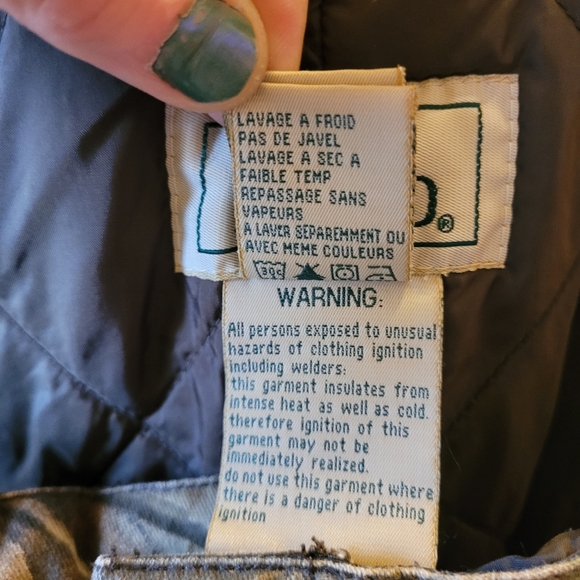 LAVAGE A FROID
PAS DE JAVEL
LAVAGE A SEC A
FAIBLE TEMP
REPASSAGE SANS
VAPEURS
A LAVER SEPAREMMENT OU
AVEC MEME COULEURS
30C
®
WARNING:
All persons exposed to unusual
hazards of clothing ignition
including welders:
this garment insulates from
intense heat as well as cold.
therefore ignition of this
garment may not be
immediately realized.
do not use this garment where
there is a danger of clothing
ignition